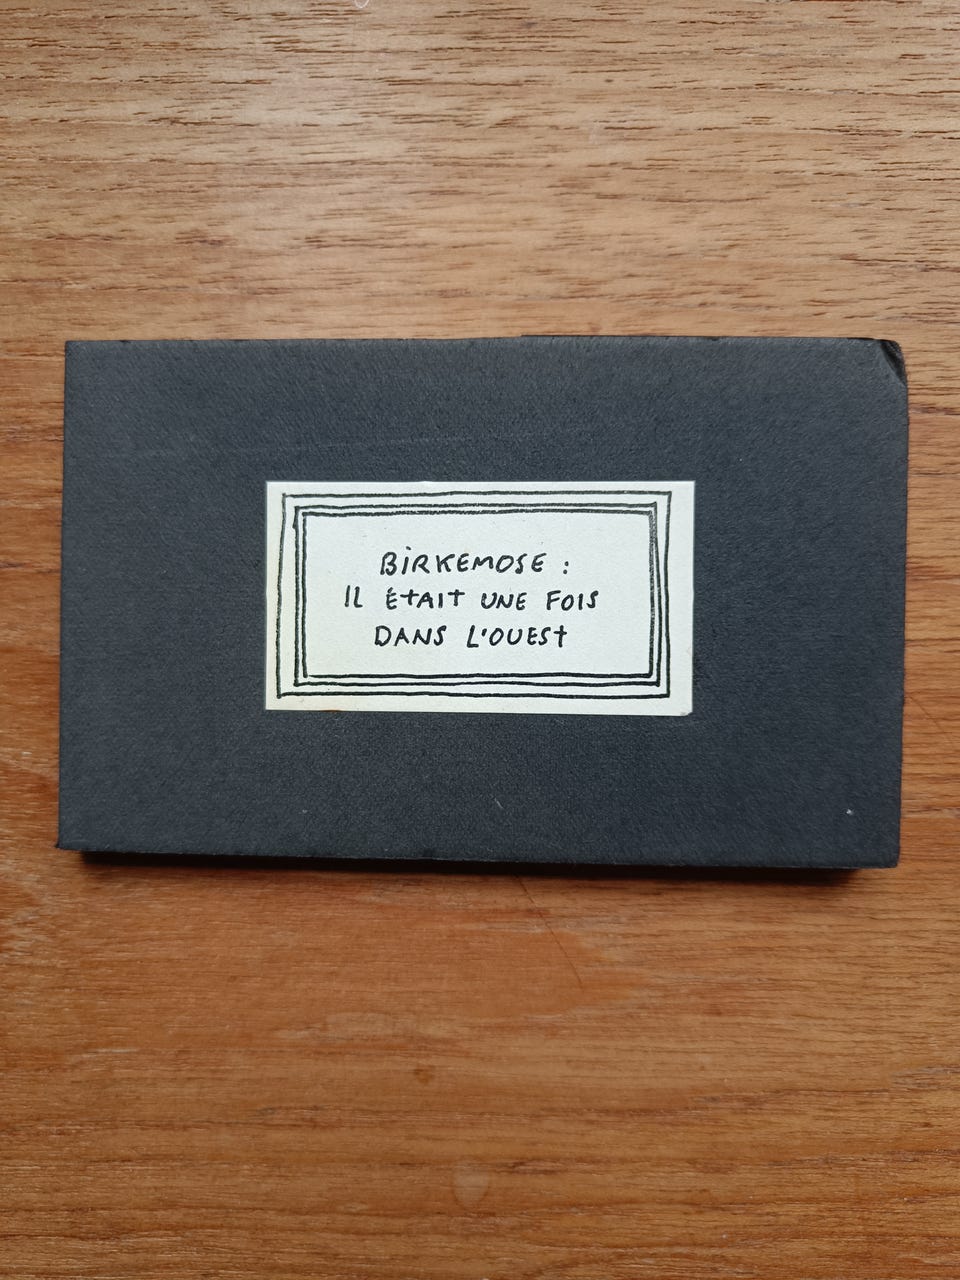 BiRKEMOSE :
IL ÉTAIT UNE FOIS
DANS L'OUEST